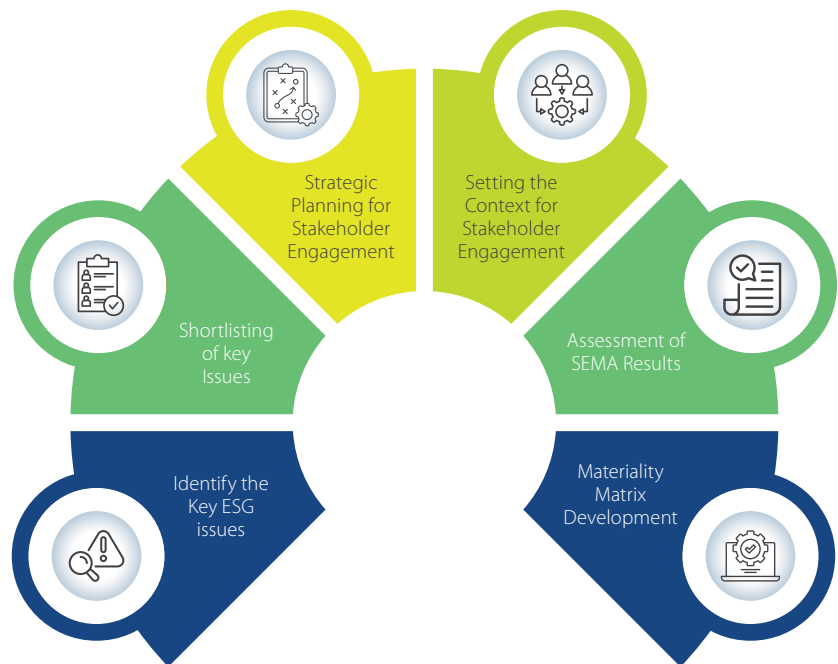 Identify the
Key ESG
issues
Shortlisting
of key
Issues
Strategic
Planning for
Stakeholder
Engagement
Setting the
Context for
Stakeholder
Engagement
Assessment of
SEMA Results
Materiality
Matrix
Development